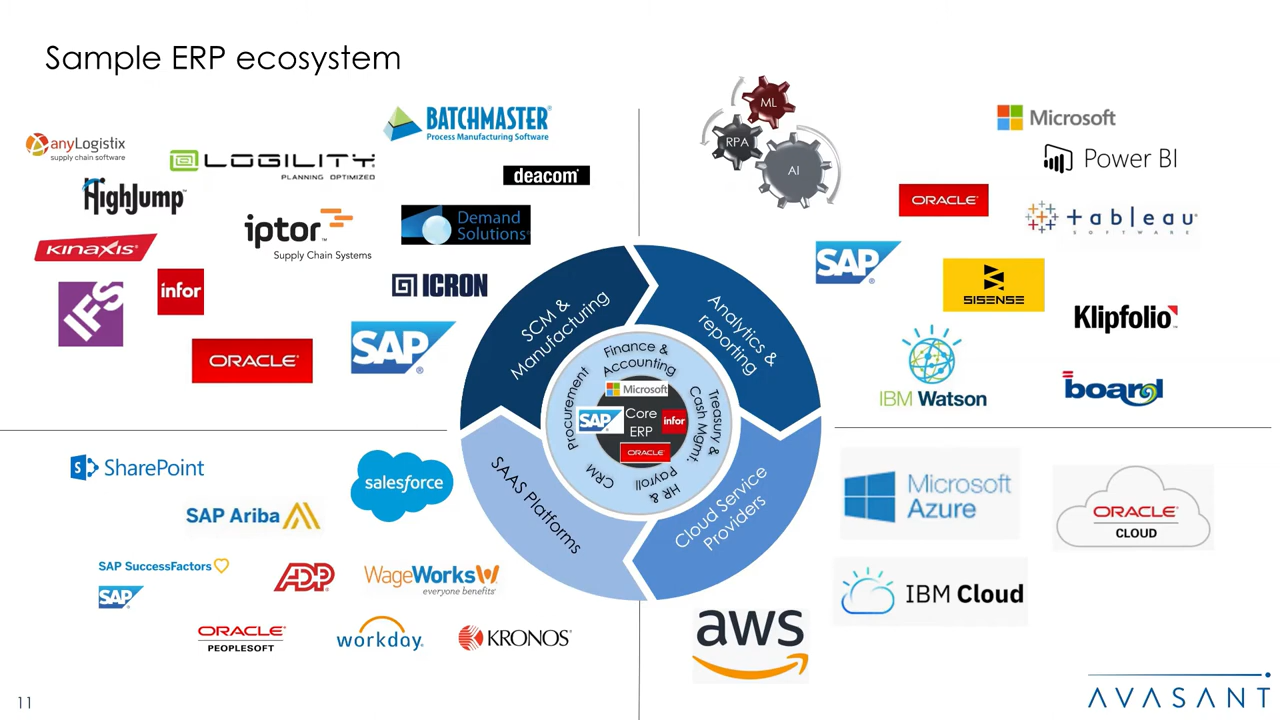 Sample ERP ecosystem
anyLogistix
supply chain software
LOGILITY
PLANNING OPTIMIZED
BATCHMASTER®
Process Manufacturing Software
HighJump™
deacom®
iptor™
Supply Chain Systems
Demand
Solutions®
KINAXIS®
IFS
infor
ICRON
ORACLE®
SAP®
ML
RPA
AI
Microsoft
Power BI
ORACLE®
+ a b l e a u®
S O F T W A R E
SAP®
SISENSE
Klipfolio
IBM Watson
board
SCM &
Manufacturing
Analytics &
reporting
Cloud Service
Providers
SAAS Platforms
Finance &
Accounting
Treasury &
Cash Mgmt.
HR &
Payroll
CRM
Procurement
Microsoft
SAP
Core
ERP
infor
ORACLE
SharePoint
salesforce
SAP Ariba
SAP SuccessFactors
SAP
ADP
WageWorks
everyone benefits®
ORACLE®
PEOPLESOFT
workday®
KRONOS®
Microsoft
Azure
ORACLE®
CLOUD
IBM Cloud
aws
11
AVASANT